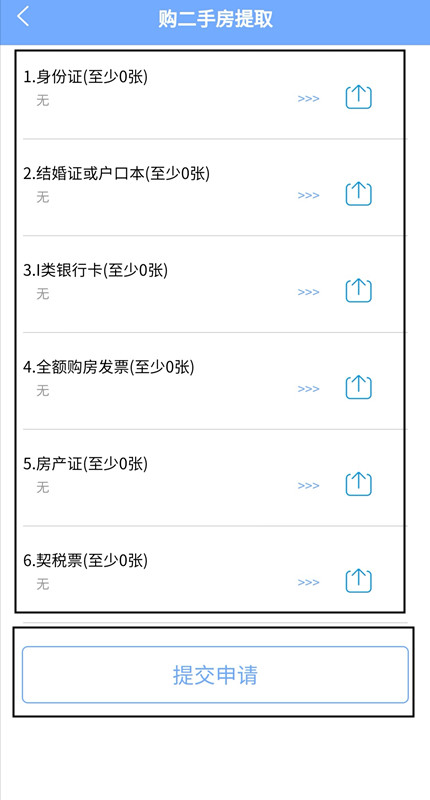 购二手房提取
1.身份证(至少0张)
无
>>>
2.结婚证或户口本(至少0张)
无
>>>
3.I类银行卡(至少0张)
无
>>>
4.全额购房发票(至少0张)
无
>>>
5.房产证(至少0张)
无
>>>
6.契税票(至少0张)
无
>>>
提交申请